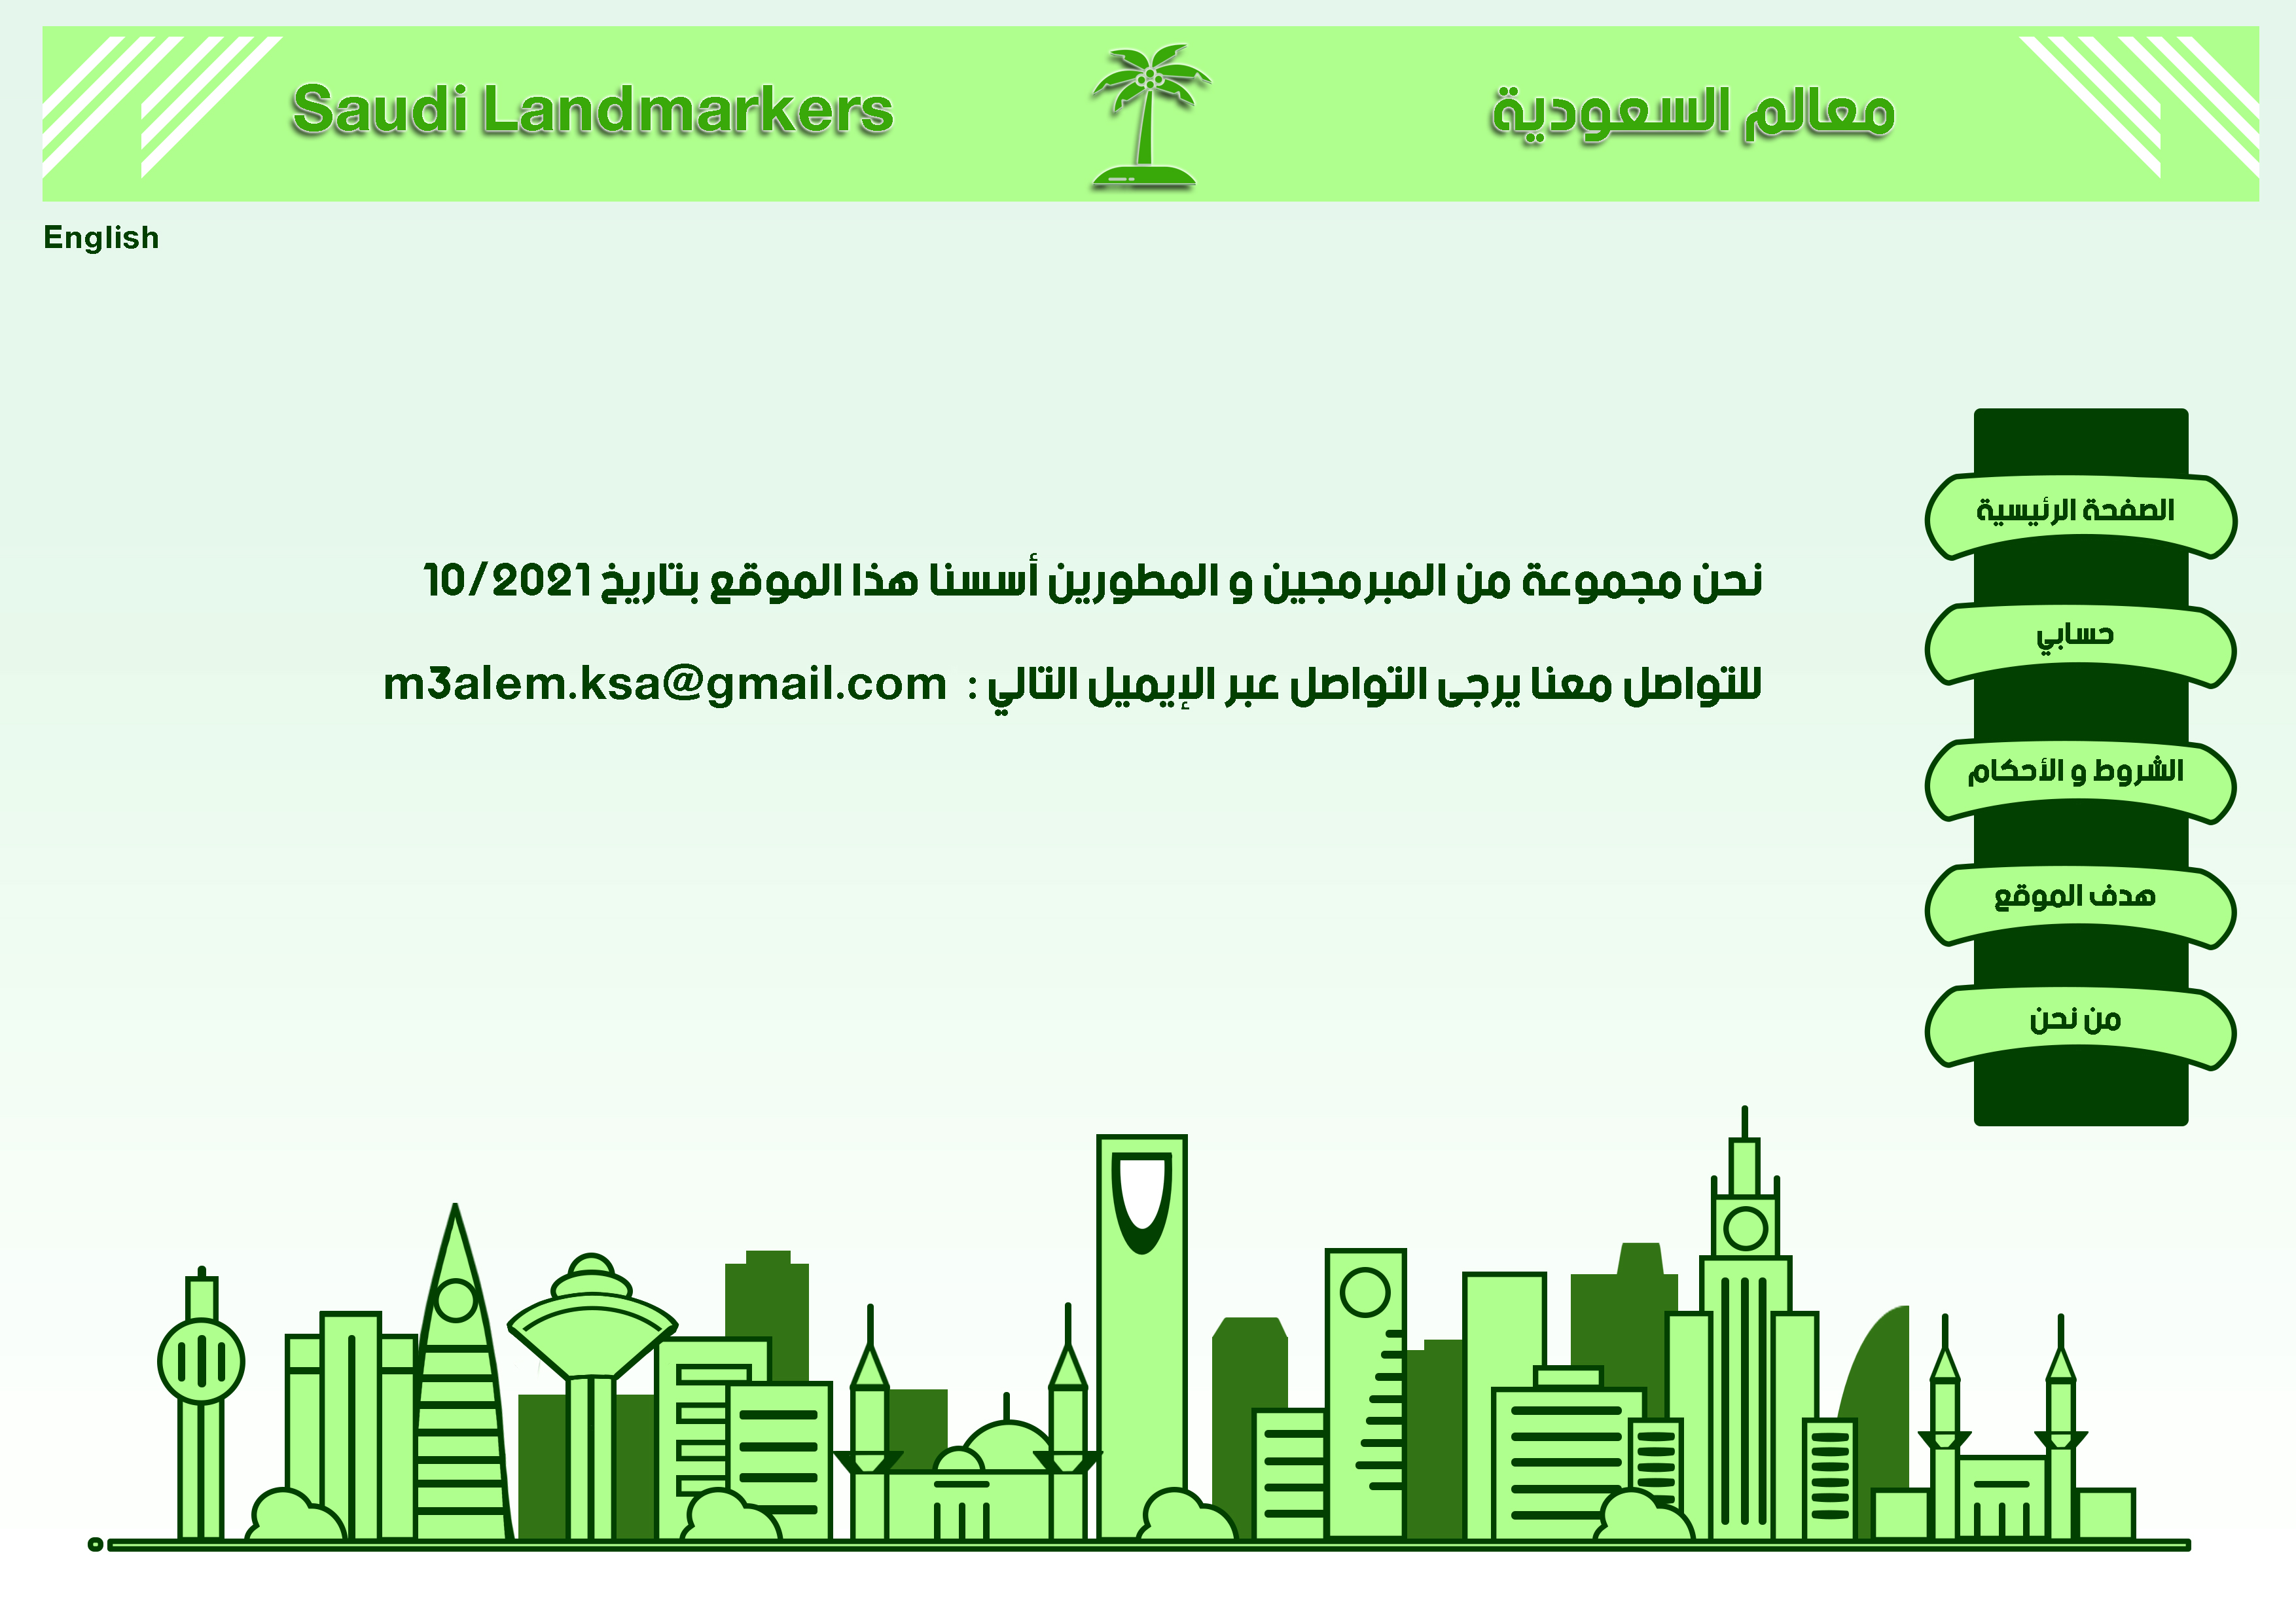 Saudi Landmarkers
معالم السعودية
English
الصفحة الرئيسية
نحن مجموعة من المبرمجين و المطورين أسسنا هذا الموقع بتاريخ 10/2021
حسابي
للتواصل معنا يرجى التواصل عبر الإيميل التالي : m3alem.ksa@gmail.com
الشروط و الأحكام
هدف الموقع
من نحن